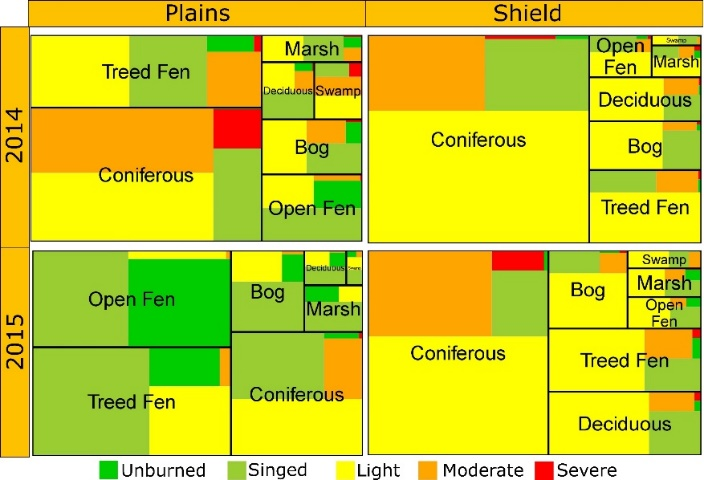 Plains
Shield
2014
Treed Fen
Marsh
Deciduous
Swamp
Coniferous
Bog
Open Fen
Coniferous
Open
Fen
Swamp
Marsh
Deciduous
Bog
Treed Fen
2015
Open Fen
Treed Fen
Bog
Deciduous
Marsh
Coniferous
Coniferous
Bog
Swamp
Marsh
Open
Fen
Treed Fen
Deciduous
Unburned
Singed
Light
Moderate
Severe